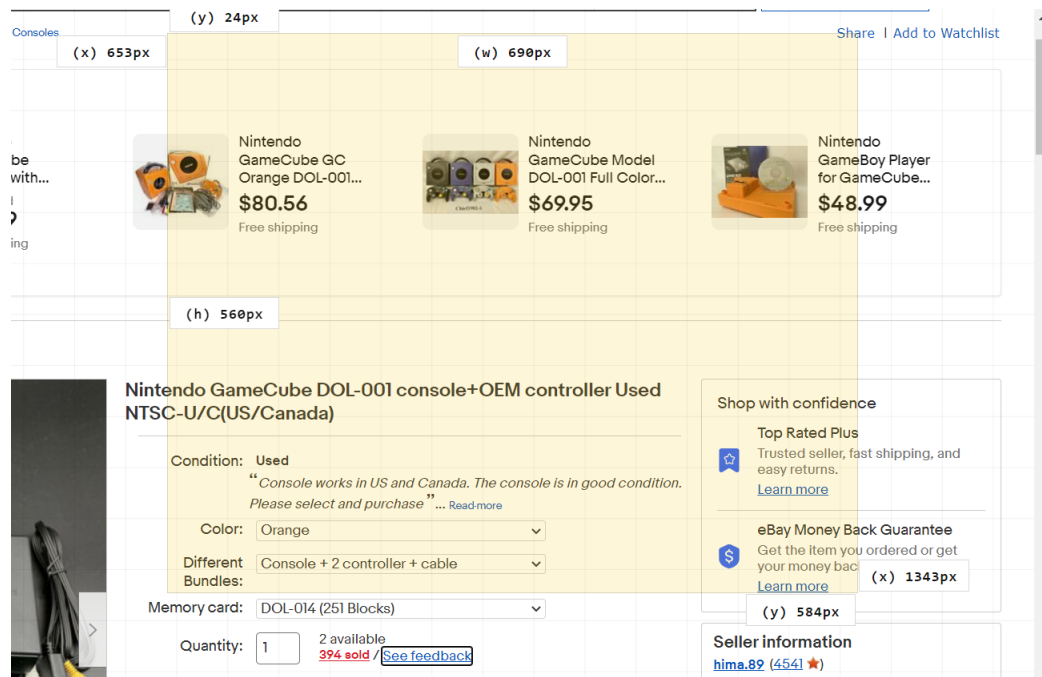 (y) 24px
Consoles
Share | Add to Watchlist
(x) 653px
(w) 690px
with...
ing
Nintendo
GameCube GC
Orange DOL-001...
$80.56
Free shipping
Nintendo
GameCube Model
DOL-001 Full Color...
$69.95
Free shipping
Nintendo
GameBoy Player
for GameCube...
$48.99
Free shipping
(h) 560px
Nintendo GameCube DOL-001 console+OEM controller Used
NTSC-U/C(US/Canada)
Condition: Used
“Console works in US and Canada. The console is in good condition.
Please select and purchase ”... Read more
Color: Orange
Different
Bundles:
Console + 2 controller + cable
Memory card: DOL-014 (251 Blocks)
Quantity: 1
2 available
394 sold / See feedback
Shop with confidence
Top Rated Plus
Trusted seller, fast shipping, and
easy returns.
Learn more
eBay Money Back Guarantee
Get the item you ordered or get
your money bac
Learn more
(x) 1343px
(y) 584px
Seller information
hima.89 (4541 ★)